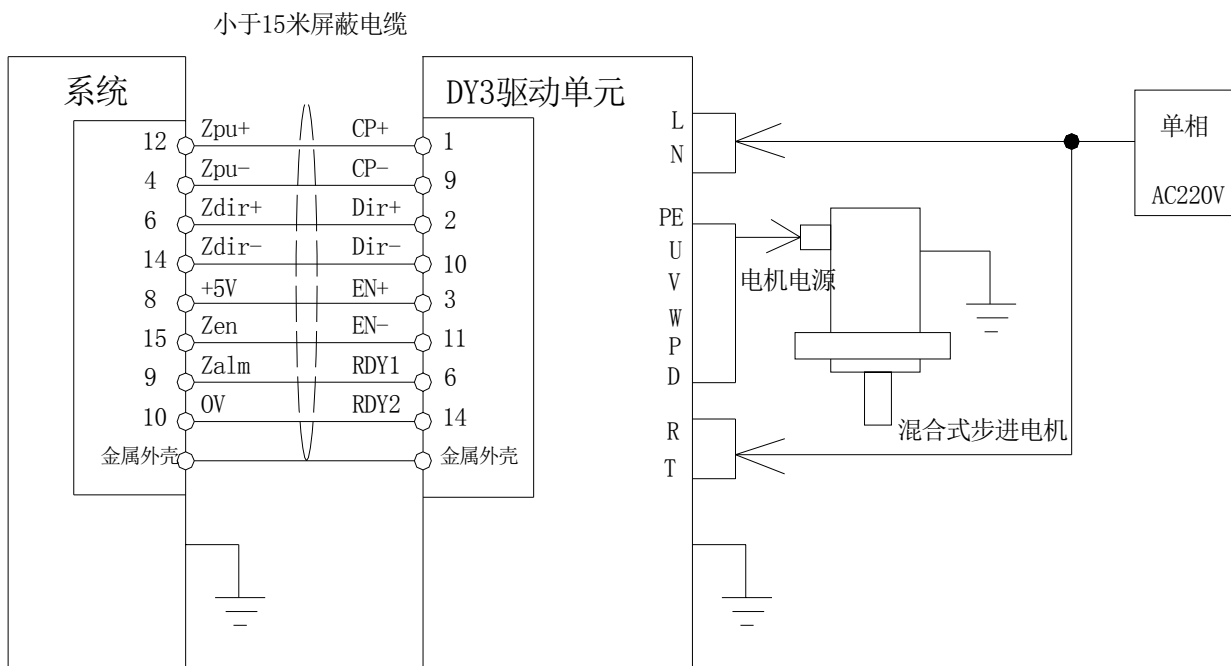 小于15米屏蔽电缆
系统
DY3驱动单元
12 Zpu+ CP+ 1
4 Zpu- CP- 9
6 Zdir+ Dir+ 2
14 Zdir- Dir- 10
8 +5V EN+ 3
15 Zen EN- 11
9 Zalm RDY1 6
10 0V RDY2 14
金属外壳 金属外壳
L
N
PE
U
V
W
P
D
R
T
电机电源
混合式步进电机
单相
AC220V